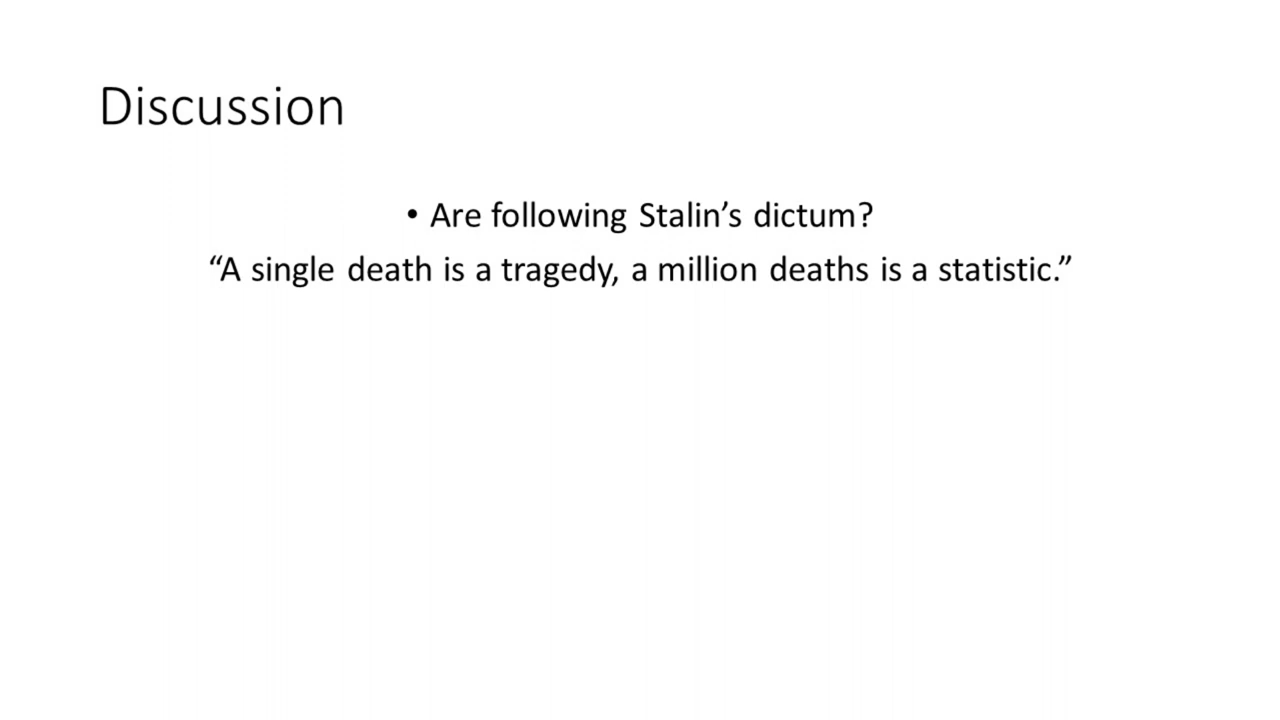 Discussion
• Are following Stalin’s dictum?
“A single death is a tragedy, a million deaths is a statistic.”